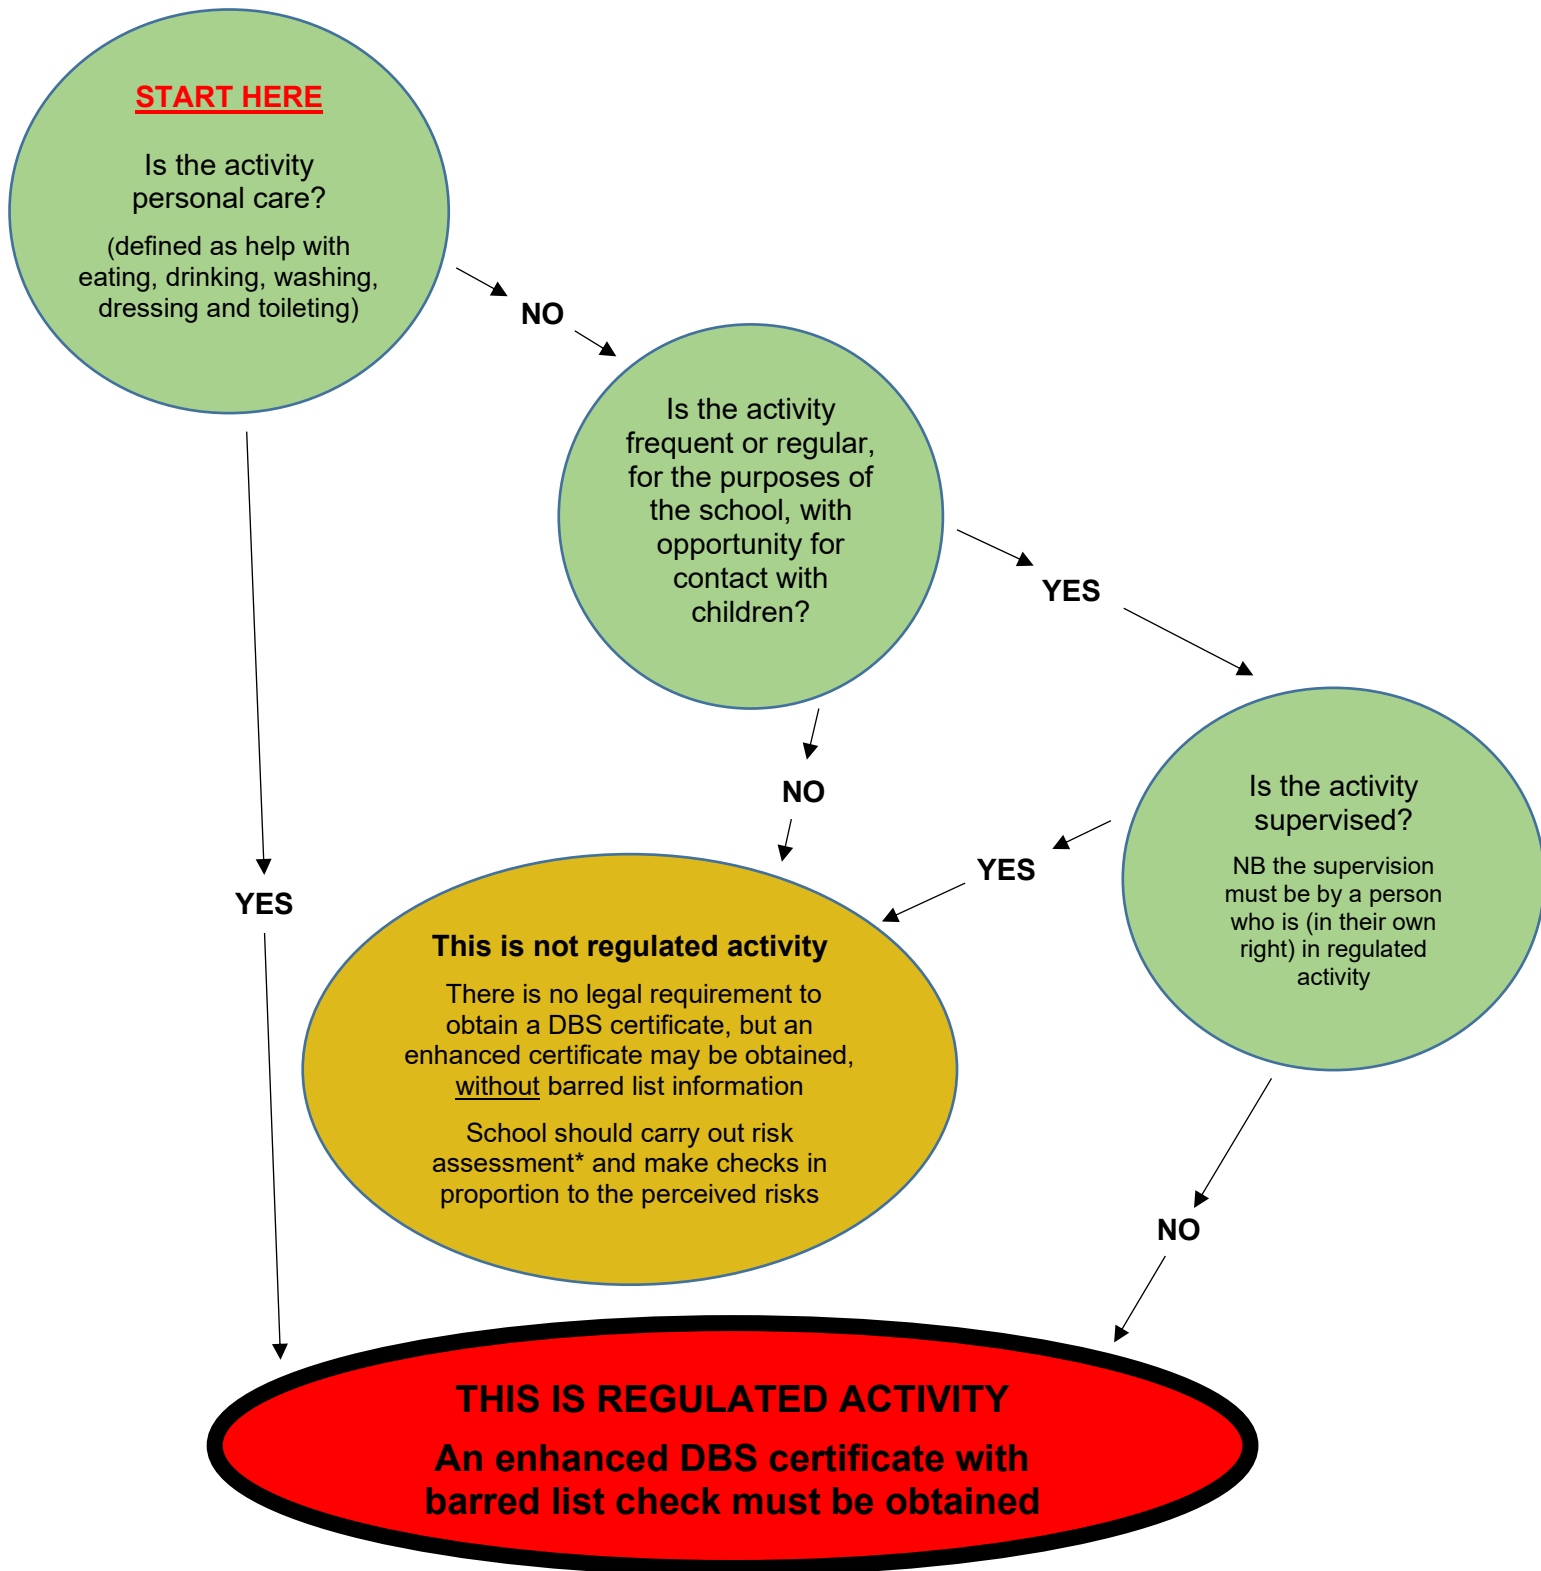 START HERE
Is the activity
personal care?
(defined as help with
eating, drinking, washing,
dressing and toileting)
NO
Is the activity
frequent or regular,
for the purposes of
the school, with
opportunity for
contact with
children?
YES
NO
Is the activity
supervised?
NB the supervision
must be by a person
who is (in their own
right) in regulated
activity
YES
YES
This is not regulated activity
There is no legal requirement to
obtain a DBS certificate, but an
enhanced certificate may be obtained,
without barred list information
School should carry out risk
assessment* and make checks in
proportion to the perceived risks
NO
THIS IS REGULATED ACTIVITY
An enhanced DBS certificate with
barred list check must be obtained